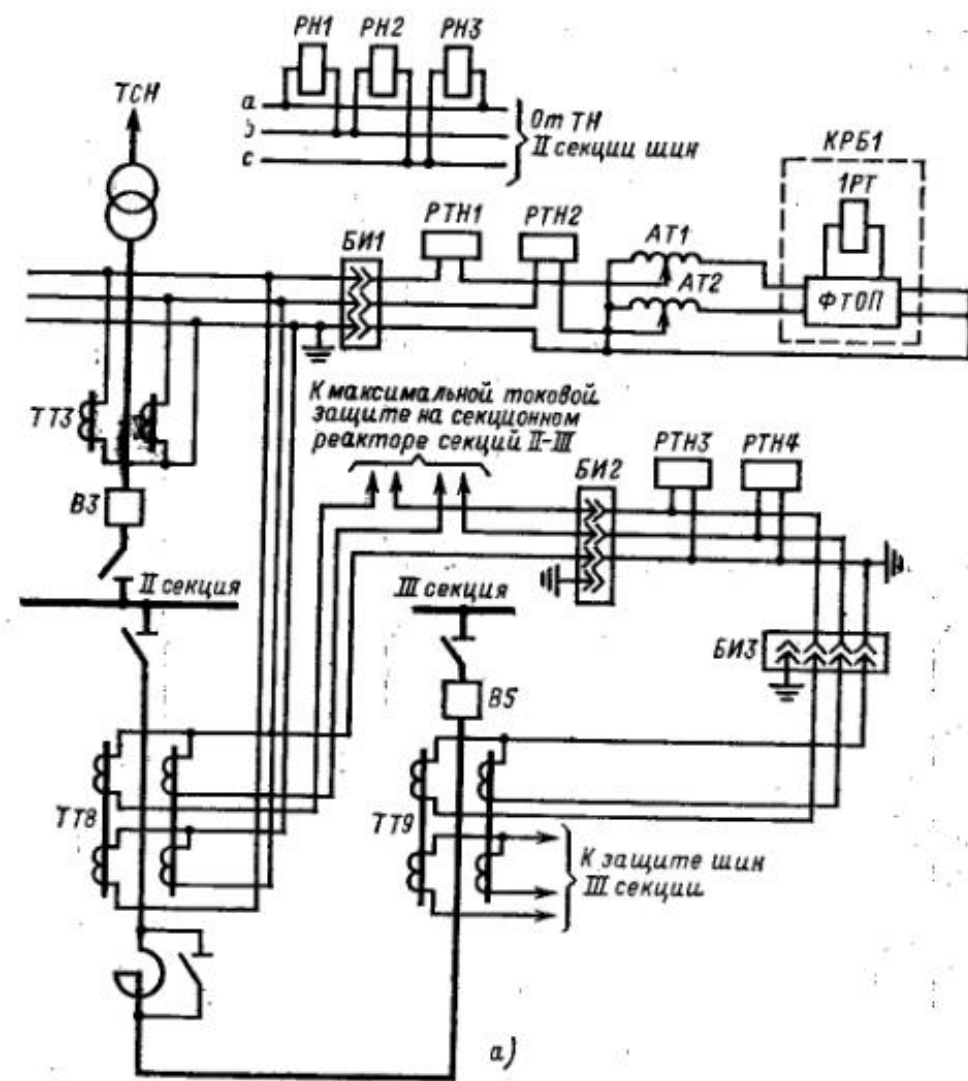 РН1
РН2
РН3
ТСН
a
b
c
От ТН
II секции шин
КРБ1
1РТ
БИ1
РТН1
РТН2
АТ1
АТ2
ФТОП
К максимальной токовой
защите на секционном
реакторе секций II-III
ТТ3
РТН3
РТН4
БИ2
В3
II секция
III секция
БИ3
В5
ТТ8
ТТ9
К защите шин
III секции
а)